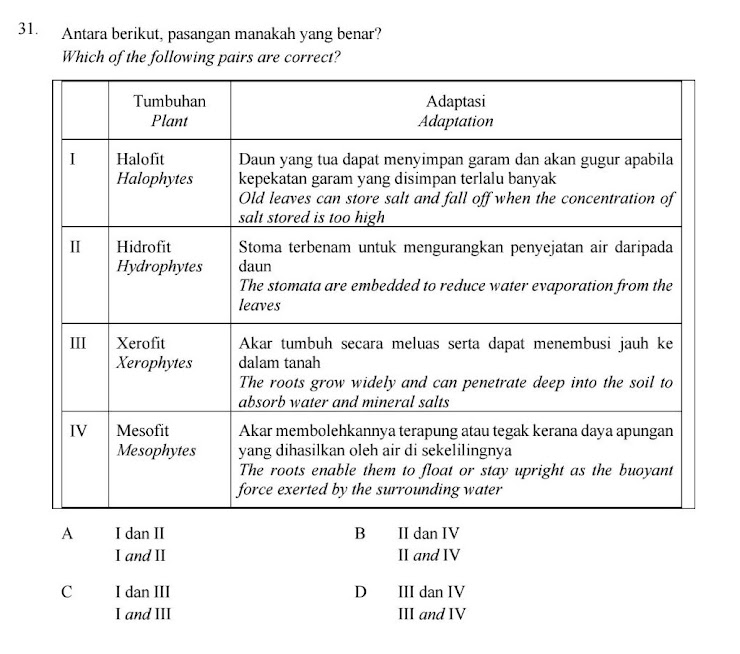 31. Antara berikut, pasangan manakah yang benar?
Which of the following pairs are correct?
Tumbuhan
Plant
Adaptasi
Adaptation
I
Halofit
Halophytes
Daun yang tua dapat menyimpan garam dan akan gugur apabila
kepekatan garam yang disimpan terlalu banyak
Old leaves can store salt and fall off when the concentration of
salt stored is too high
II
Hidrofit
Hydrophytes
Stoma terbenam untuk mengurangkan penyejatan air daripada
daun
The stomata are embedded to reduce water evaporation from the
leaves
III
Xerofit
Xerophytes
Akar tumbuh secara meluas serta dapat menembusi jauh ke
dalam tanah
The roots grow widely and can penetrate deep into the soil to
absorb water and mineral salts
IV
Mesofit
Mesophytes
Akar membolehkannya terapung atau tegak kerana daya apungan
yang dihasilkan oleh air di sekelilingnya
The roots enable them to float or stay upright as the buoyant
force exerted by the surrounding water
A I dan II
I and II
B II dan IV
II and IV
C I dan III
I and III
D III dan IV
III and IV